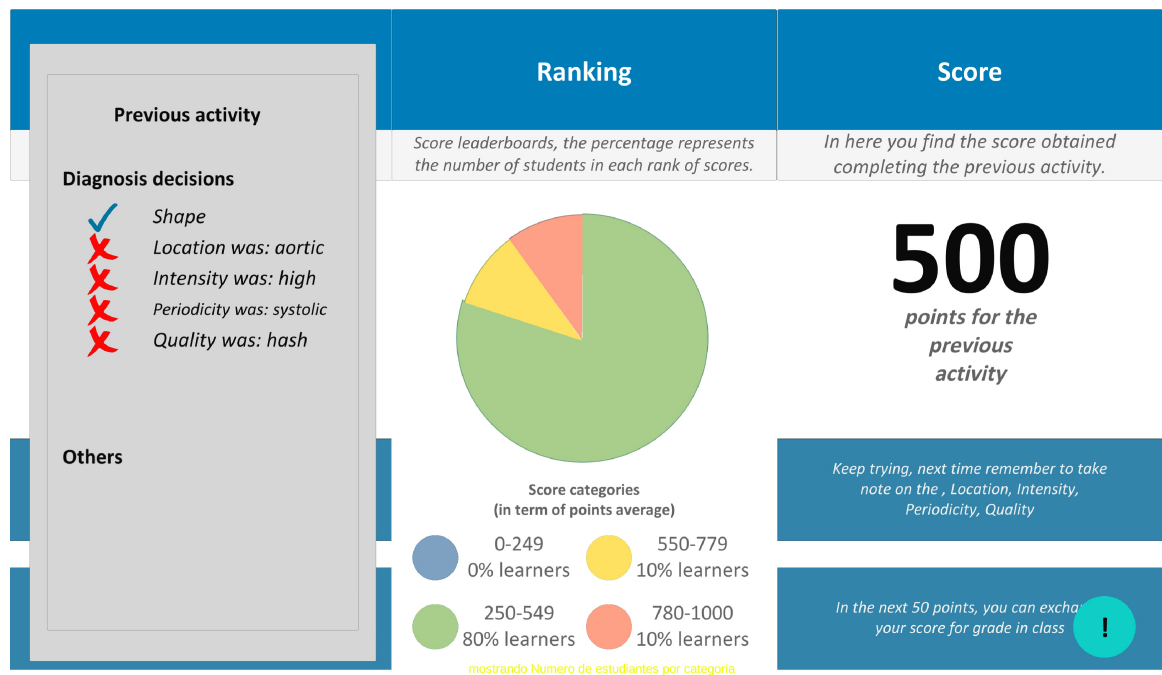 Previous activity
Diagnosis decisions
Shape
Location was: aortic
Intensity was: high
Periodicity was: systolic
Quality was: hash
Others
Ranking
Score leaderboards, the percentage represents
the number of students in each rank of scores.
Score categories
(in term of points average)
0-249
0% learners
550-779
10% learners
250-549
80% learners
780-1000
10% learners
mostrando Numero de estudiantes por categoria
Score
In here you find the score obtained
completing the previous activity.
500
points for the
previous
activity
Keep trying, next time remember to take
note on the , Location, Intensity,
Periodicity, Quality
In the next 50 points, you can
your score for grade in class
!